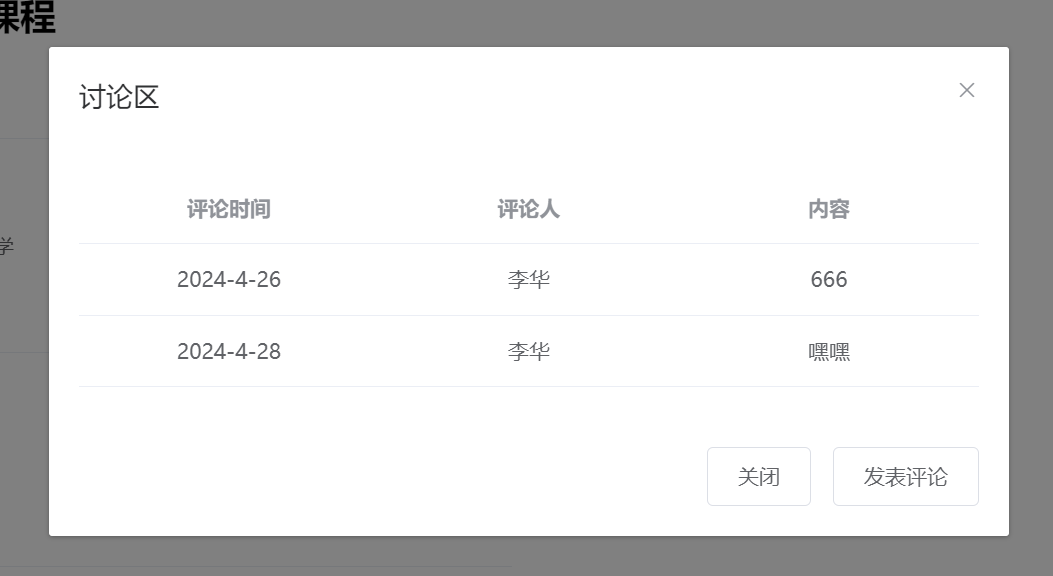 课程
讨论区
评论时间 评论人 内容
学
2024-4-26 李华 666
2024-4-28 李华 嘿嘿
关闭 发表评论